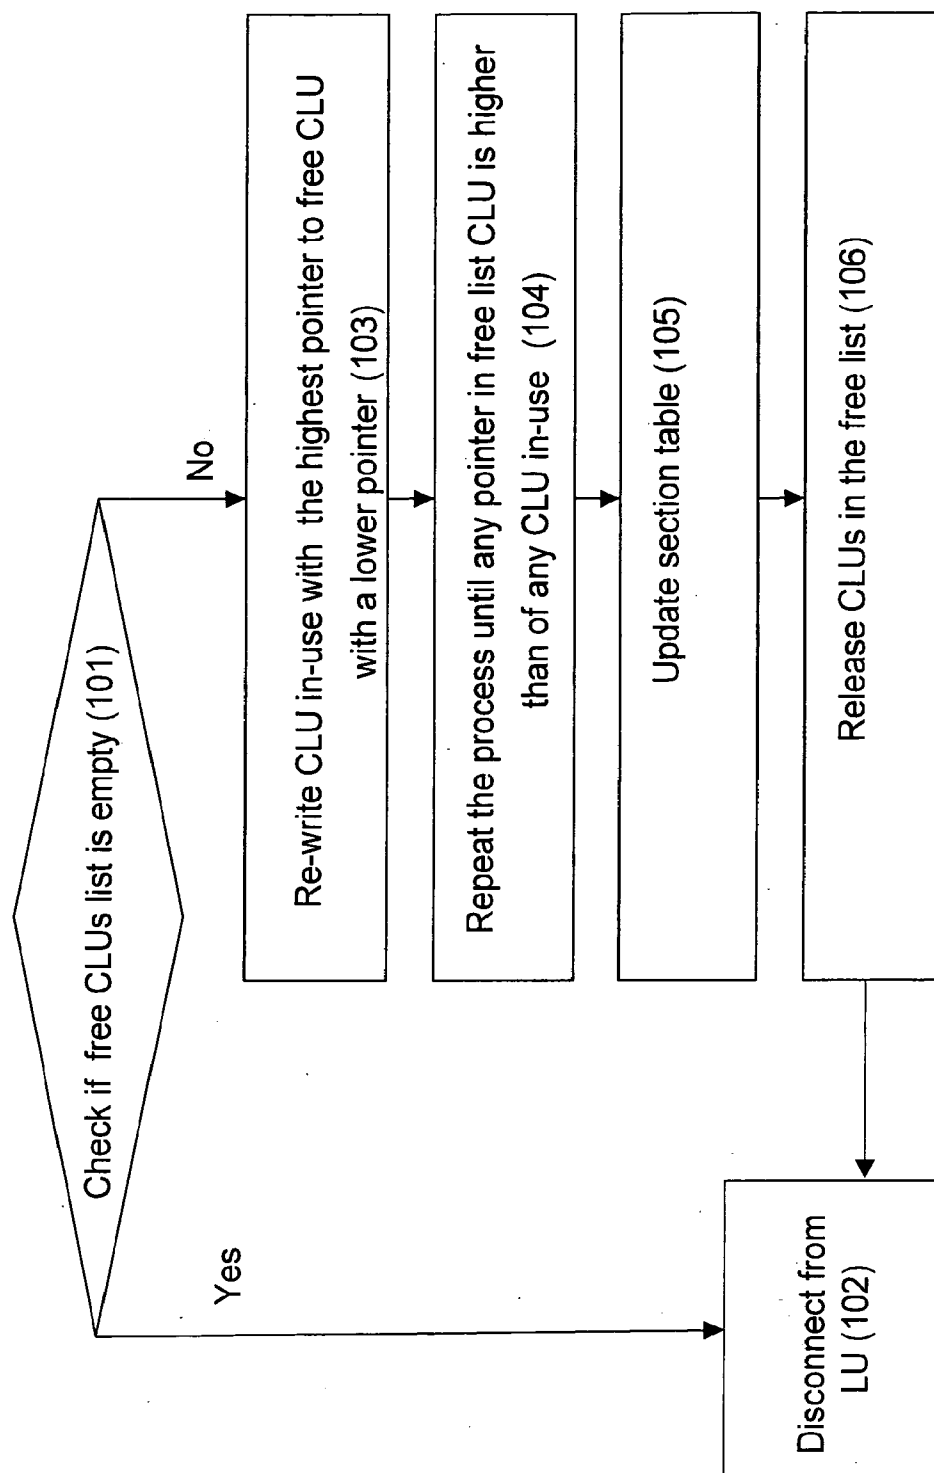 Check if free CLUs list is empty (101)
No
Yes
Re-write CLU in-use with the highest pointer to free CLU
with a lower pointer (103)
Repeat the process until any pointer in free list CLU is higher
than of any CLU in-use (104)
Update section table (105)
Release CLUs in the free list (106)
Disconnect from
LU (102)